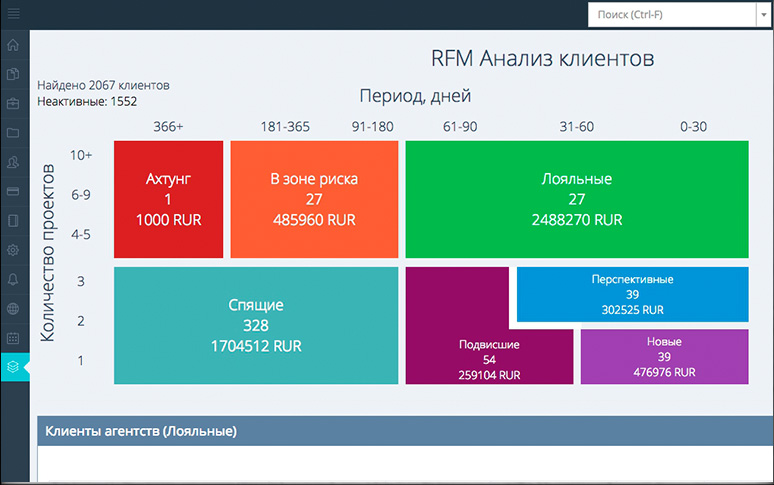 Поиск (Ctrl-F)
RFM Анализ клиентов
Найдено 2067 клиентов
Неактивные: 1552
Период, дней
366+ 181-365 91-180 61-90 31-60 0-30
Количество проектов
10+
6-9
4-5
3
2
1
Ахтунг
1
1000 RUR
В зоне риска
27
485960 RUR
Лояльные
27
2488270 RUR
Спящие
328
1704512 RUR
Подвисшие
54
259104 RUR
Перспективные
39
302525 RUR
Новые
39
476976 RUR
Клиенты агентств (Лояльные)